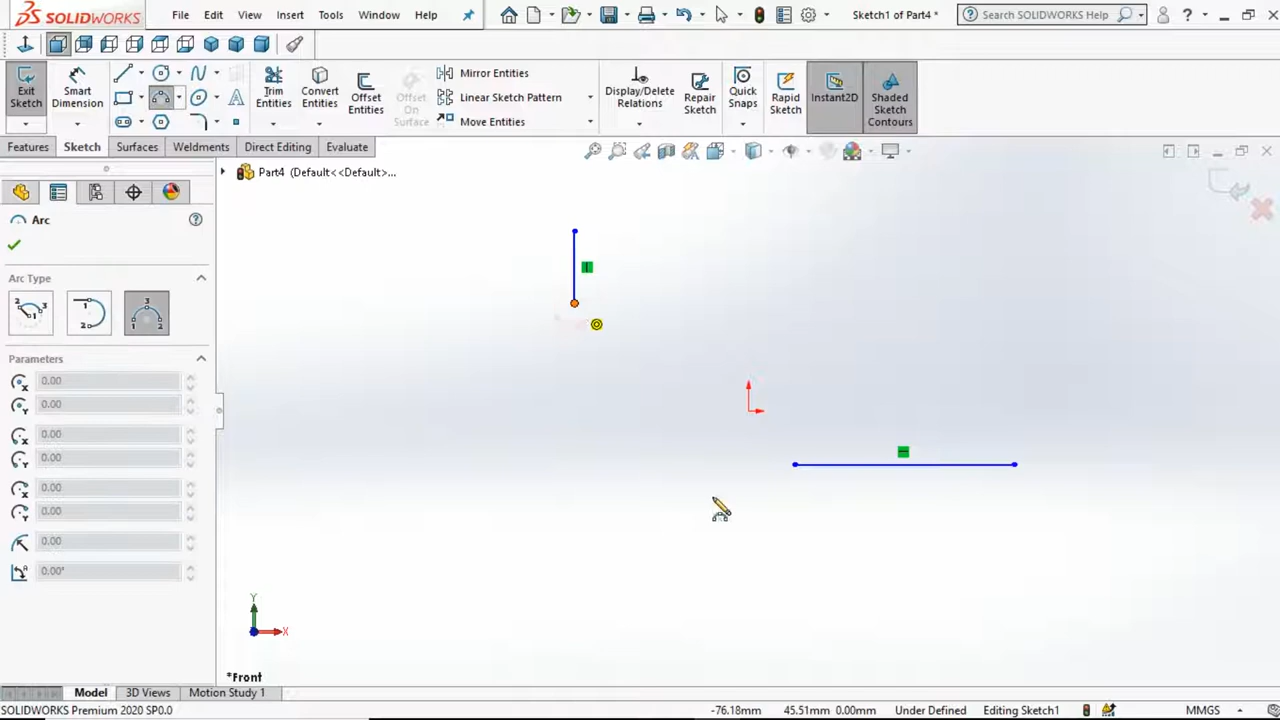 SOLIDWORKS File Edit View Insert Tools Window Help Sketch1 of Part4 * Search SOLIDWORKS Help ?
Exit Sketch Smart Dimension Trim Entities Convert Entities Offset Entities Offset On Surface Mirror Entities Linear Sketch Pattern Move Entities Display/Delete Relations Repair Sketch Quick Snaps Rapid Sketch Instant2D Shaded Sketch Contours
Features Sketch Surfaces Weldments Direct Editing Evaluate
Part4 (Default<<Default>...
Arc
Arc Type
Parameters
0.00
0.00
0.00
0.00
0.00
0.00
0.00
0.00°
Y
X
*Front
Model 3D Views Motion Study 1
SOLIDWORKS Premium 2020 SP0.0 -76.18mm 45.51mm 0.00mm Under Defined Editing Sketch1 MMGS